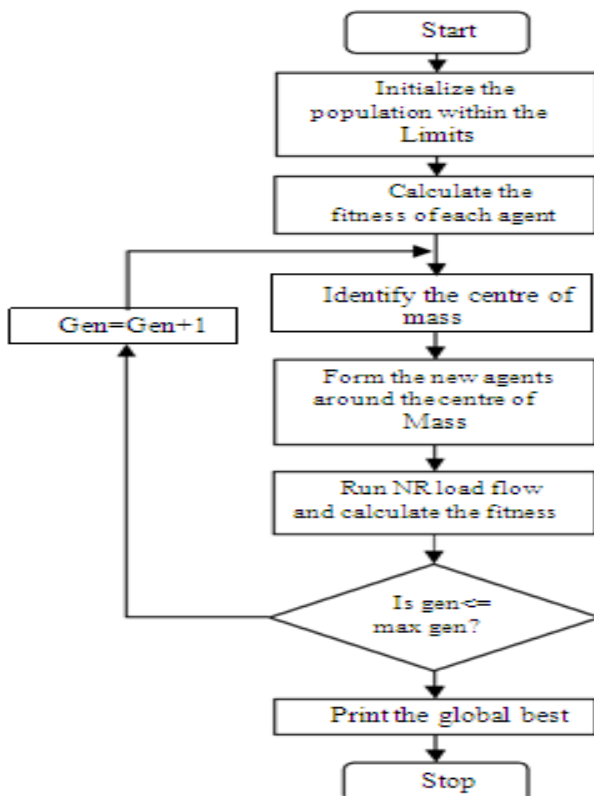 Start
Initialize the
population within the
Limits
Calculate the
fitness of each agent
Identify the centre of
mass
Gen=Gen+1
Form the new agents
around the centre of
Mass
Run NR load flow
and calculate the fitness
Is gen<=
max gen?
Print the global best
Stop